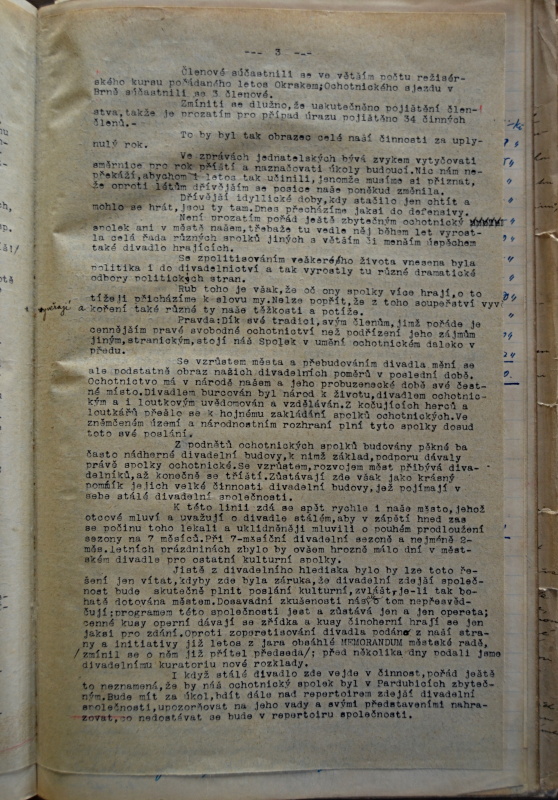 --- 3 ---
Členové súčastnili se ve větším počtu režisér-
ského kursu pořádaného letos Okrskem;Ochotnického sjezdu v
Brně súčastnili se 3 členové.
Zmíniti se dlužno,že uskutečněno pojištění člen-
stva,takže je prozatím pro případ úrazu pojištěno 34 činných
členů.-
To by byl tak obrazec celé naší činnosti za uply-
nulý rok.
Ve zprávách jednatelských bývá zvykem vytyčovati
směrnice pro rok příští a naznačovati úkoly budoucí.Nic nám ne-
překáží,abychom i letos tak učinili,jenomže musíme si přiznat,
že oproti létům dřívějším se posice naše poněkud změnila.
Dřívější idyllické doby,kdy stačilo jen chtít a
mohlo se hrát,jsou ty tam.Dnes přecházíme jaksi do defensivy.
Není prozatím pořád ještě zbytečným ochotnický
spolek ani v městě našem,třebaže tu vedle něj během let vyrost-
la celá řada různých spolků jiných s větším či menším úspěchem
také divadlo hrajících.
Se zpolitisováním veškerého života vnesena byla
politika i do divadelnictví a tak vyrostly tu různé dramatické
odbory politických stran.
Rub toho je však,že oč ony spolky více hrají,o to
tížeji přicházíme k slovu my.Nelze popřít,že z toho soupeření vyvě-
a koření také různé ty naše těžkosti a potíže.
Pravda:Dík své tradici,svým členům,jimž pořáde je
cennějším pravé svobodné ochotnictví než podřízení jeho zájmům
jiným,stranickým,stojí náš Spolek v umění ochotnickém daleko v
předu.
Se vzrůstem města a přebudováním divadla mění se
ale podstatně obraz našich divadelních poměrů v poslední době.
Ochotnictvo má v národě našem a jeho probuzenecké době své čest-
né místo.Divadlem burcován byl národ k životu,divadlem ochotnic-
kým a i loutkovým uvědomován a vzděláván.Z kočujících herců a
loutkářů přešlo se k hojnému zakládání spolků ochotnických.Ve
zněmčeném území a národnostním rozhraní plní tyto spolky dosud
toto své poslání.
Z podnětů ochotnických spolků budovány pěkné ba
často nádherné divadelní budovy,k nimž základ,podporu dávaly
právě spolky ochotnické.Se vzrůstem,rozvojem měst přibývá diva-
delníků,až konečně se tříští.Zůstávají zde však jako krásný
pomník jejich velké činnosti divadelní budovy,jež pojímají v
sebe stálé divadelní společnosti.
K této linii zdá se spět rychle i naše město,jehož
otcové mluví a uvažují o divadle stálém,aby v zápětí hned zas
se počinu toho lekali a uklidněněji mluvili o pouhém prodloužení
sezony na 7 měsíců.Při 7-měsíční divadelní sezoně a nejméně 2-
měs.letních prázdninách zbylo by ovšem hrozně málo dní v měst-
ském divadle pro ostatní kulturní spolky.
Jistě z divadelního hlediska bylo by lze toto ře-
šení jen vítat,kdyby zde byla záruka,že divadelní zdejší společ-
nost bude skutečně plnit poslání kulturní,zvlášť,je-li tak bo-
hatě dotována městem.Dosavadní zkušenosti nás o tom nepřesvěd-
čují;programem této společnosti jest a zůstává jen a jen opereta;
cenné kusy operní dávají se zřídka a kusy činoherní hrají se jen
jaksi pro zdání.Oproti zoperetisování divadla podáno z naší stra-
ny a iniciativy již letos z jara obsáhlé MEMORANDUM městské radě,
/zmínil se o něm již přítel předseda/; před několika dny podali jsme
divadelnímu kuratoriu nové rozklady.
I když stálé divadlo zde vejde v činnost,pořád ještě
to neznamená,že by náš ochotnický spolek byl v Pardubicích zbyteč-
ným.Bude mít za úkol,bdít dále nad repertoirem zdejší divadelní
společnosti,upozorňovat na jeho vady a svými představeními nahra-
zovat,co nedostávat se bude v repertoiru společnosti.